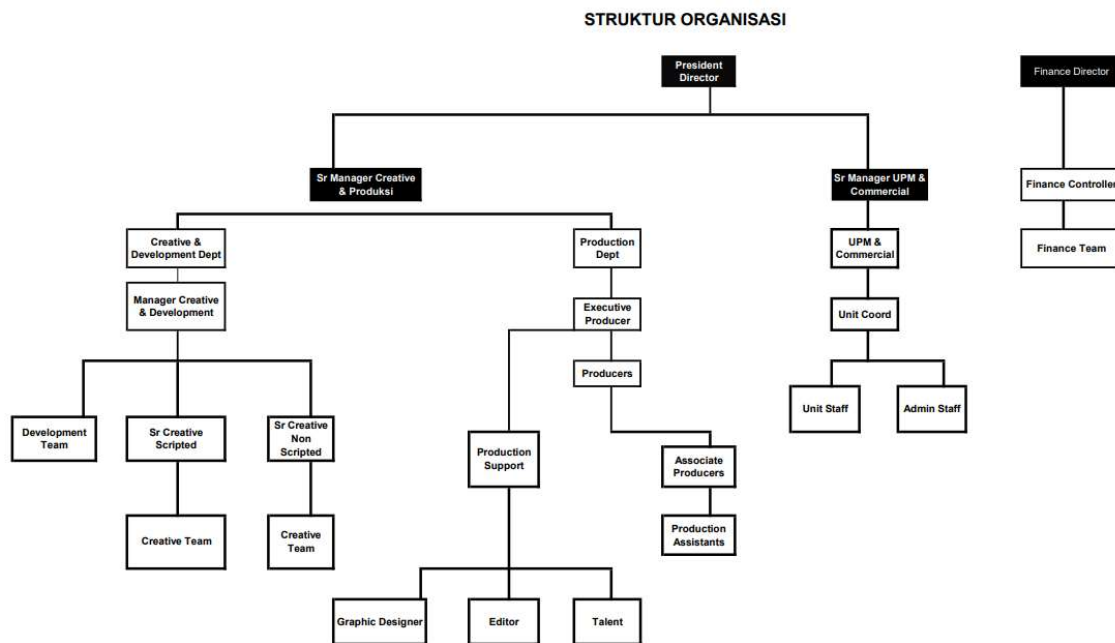 STRUKTUR ORGANISASI
President
Director
Finance Director
Sr Manager Creative
& Produksi
Sr Manager UPM &
Commercial
Finance Controller
Creative &
Development Dept
Production
Dept
UPM &
Commercial
Finance Team
Manager Creative
& Development
Executive
Producer
Unit Coord
Producers
Development
Team
Sr Creative
Scripted
Sr Creative
Non
Scripted
Unit Staff
Admin Staff
Production
Support
Associate
Producers
Creative Team
Creative
Team
Production
Assistants
Graphic Designer
Editor
Talent